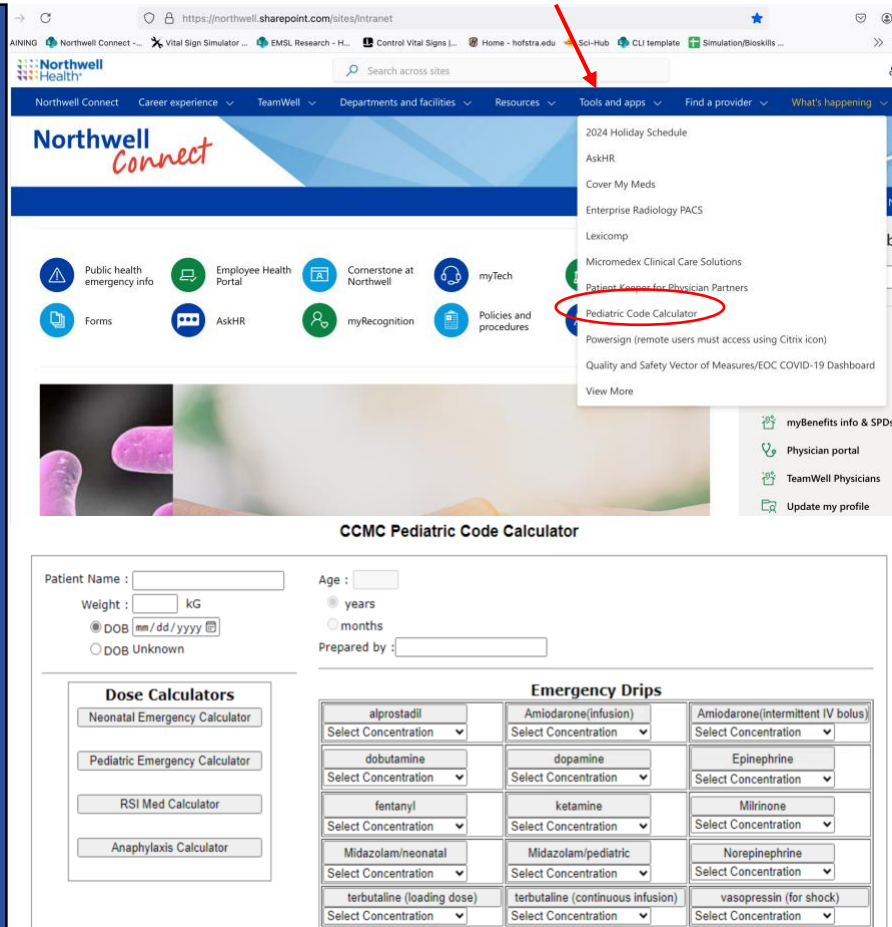 https://northwell.sharepoint.com/sites/Intranet
AINING Northwell Connect -... Vital Sign Simulator ... EMSL Research - H... Control Vital Signs |... Home - hofstra.edu Sci-Hub CLI template Simulation/Bioskills ...
Northwell
Health
Search across sites
Northwell Connect Career experience TeamWell Departments and facilities Resources Tools and apps Find a provider What's happening
Northwell
Connect
2024 Holiday Schedule
AskHR
Cover My Meds
Enterprise Radiology PACS
Lexicomp
Micromedex Clinical Care Solutions
Patient Keeper for Physician Partners
Pediatric Code Calculator
Powersign (remote users must access using Citrix icon)
Quality and Safety Vector of Measures/EOC COVID-19 Dashboard
View More
Public health
emergency info
Employee Health
Portal
Cornerstone at
Northwell
myTech
Forms
AskHR
myRecognition
Policies and
procedures
myBenefits info & SPDs
Physician portal
TeamWell Physicians
Update my profile
CCMC Pediatric Code Calculator
Patient Name :
Weight : kG
DOB mm/dd/yyyy
DOB Unknown
Age :
years
months
Prepared by :
Dose Calculators
Neonatal Emergency Calculator
Pediatric Emergency Calculator
RSI Med Calculator
Anaphylaxis Calculator
Emergency Drips
alprostadil Amiodarone(infusion) Amiodarone(intermittent IV bolus)
Select Concentration Select Concentration Select Concentration
dobutamine dopamine Epinephrine
Select Concentration Select Concentration Select Concentration
fentanyl ketamine Milrinone
Select Concentration Select Concentration Select Concentration
Midazolam/neonatal Midazolam/pediatric Norepinephrine
Select Concentration Select Concentration Select Concentration
terbutaline (loading dose) terbutaline (continuous infusion) vasopressin (for shock)
Select Concentration Select Concentration Select Concentration